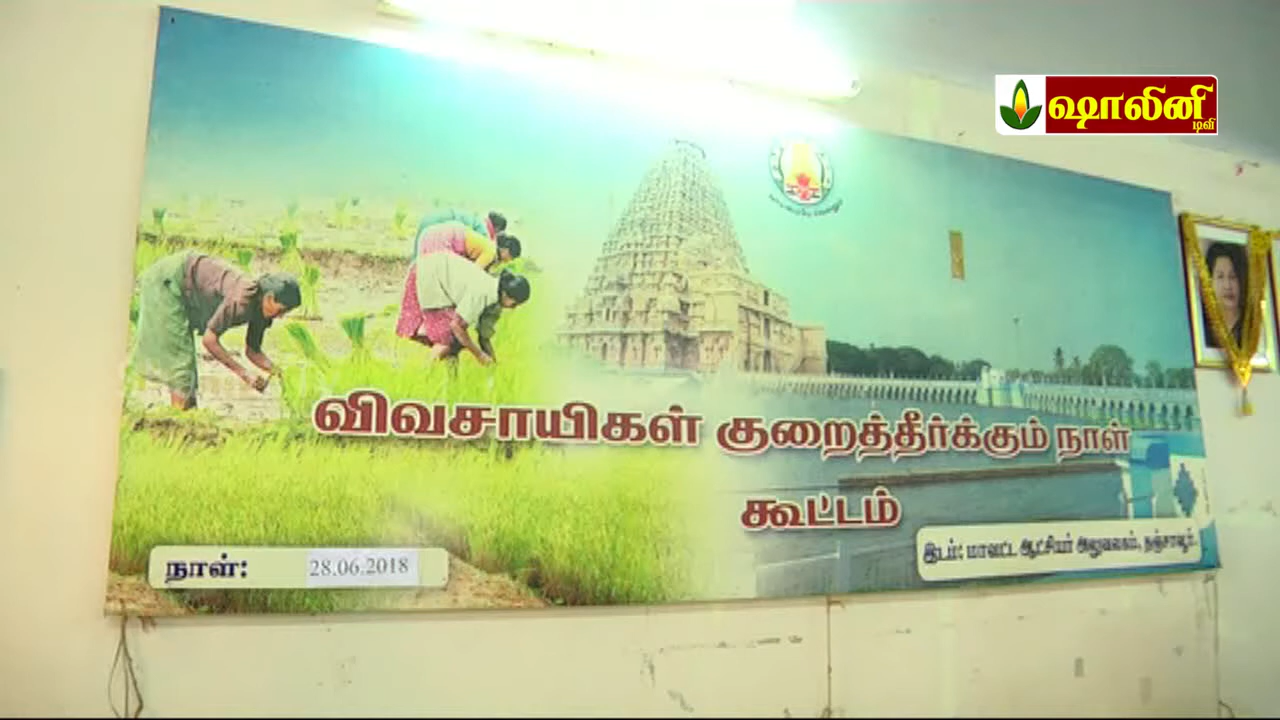 ஷாலினி
டிவி
விவசாயிகள் குறைத்தீர்க்கும் நாள்
கூட்டம்
நாள்: 28.06.2018
இடம்: மாவட்ட ஆட்சியர் அலுவலகம், தஞ்சாவூர்.